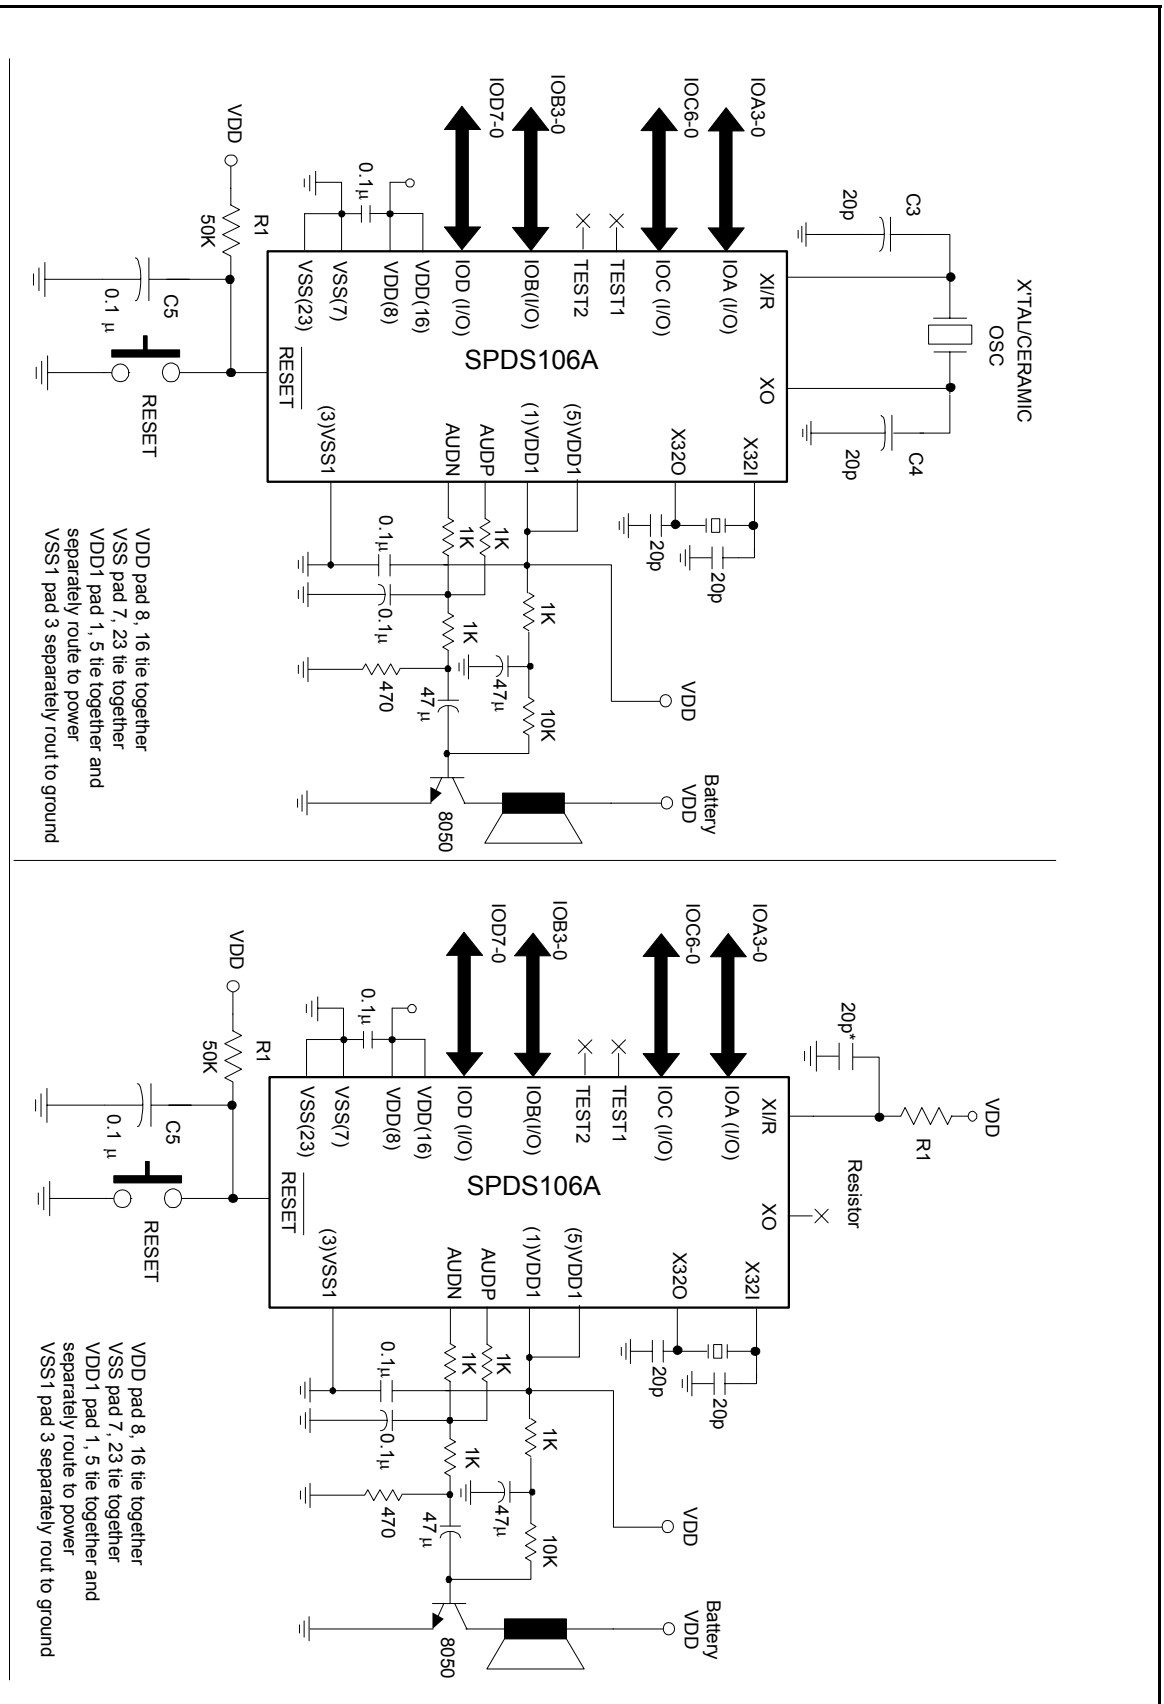 X'TAL/CERAMIC
OSC
C3
20p
C4
20p
XI/R
XO
X32I
X32O
IOA3-0
IOC6-0
IOB3-0
IOD7-0
IOA (I/O)
IOC (I/O)
TEST1
TEST2
IOB(I/O)
IOD (I/O)
VDD(16)
VDD(8)
VSS(7)
VSS(23)
0.1μ
SPDS106A
(5)VDD1
(1)VDD1
AUDP
AUDN
(3)VSS1
RESET
20p
20p
1K
1K
1K
1K
0.1μ
0.1μ
47μ
10K
47μ
470
VDD
Battery
VDD
8050
VDD
R1
50K
C5
0.1 μ
RESET
VDD pad 8, 16 tie together
VSS pad 7, 23 tie together
VDD1 pad 1, 5 tie together and
separately route to power
VSS1 pad 3 separately rout to ground
VDD
R1
20p*
Resistor
XI/R
XO
X32I
X32O
IOA3-0
IOC6-0
IOB3-0
IOD7-0
IOA (I/O)
IOC (I/O)
TEST1
TEST2
IOB(I/O)
IOD (I/O)
VDD(16)
VDD(8)
VSS(7)
VSS(23)
0.1μ
SPDS106A
(5)VDD1
(1)VDD1
AUDP
AUDN
(3)VSS1
RESET
20p
20p
1K
1K
1K
1K
0.1μ
0.1μ
47μ
10K
47μ
470
VDD
Battery
VDD
8050
VDD
R1
50K
C5
0.1 μ
RESET
VDD pad 8, 16 tie together
VSS pad 7, 23 tie together
VDD1 pad 1, 5 tie together and
separately route to power
VSS1 pad 3 separately rout to ground